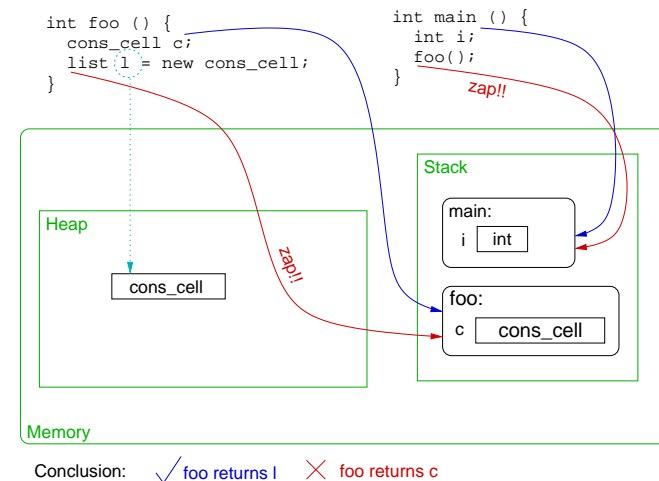 int foo () {
  cons_cell c;
  list l = new cons_cell;
}
int main () {
  int i;
  foo();
}
zap!!
Stack
main:
i int
Heap
zap!!
cons_cell
foo:
c cons_cell
Memory
Conclusion: ✓ foo returns l ✕ foo returns c